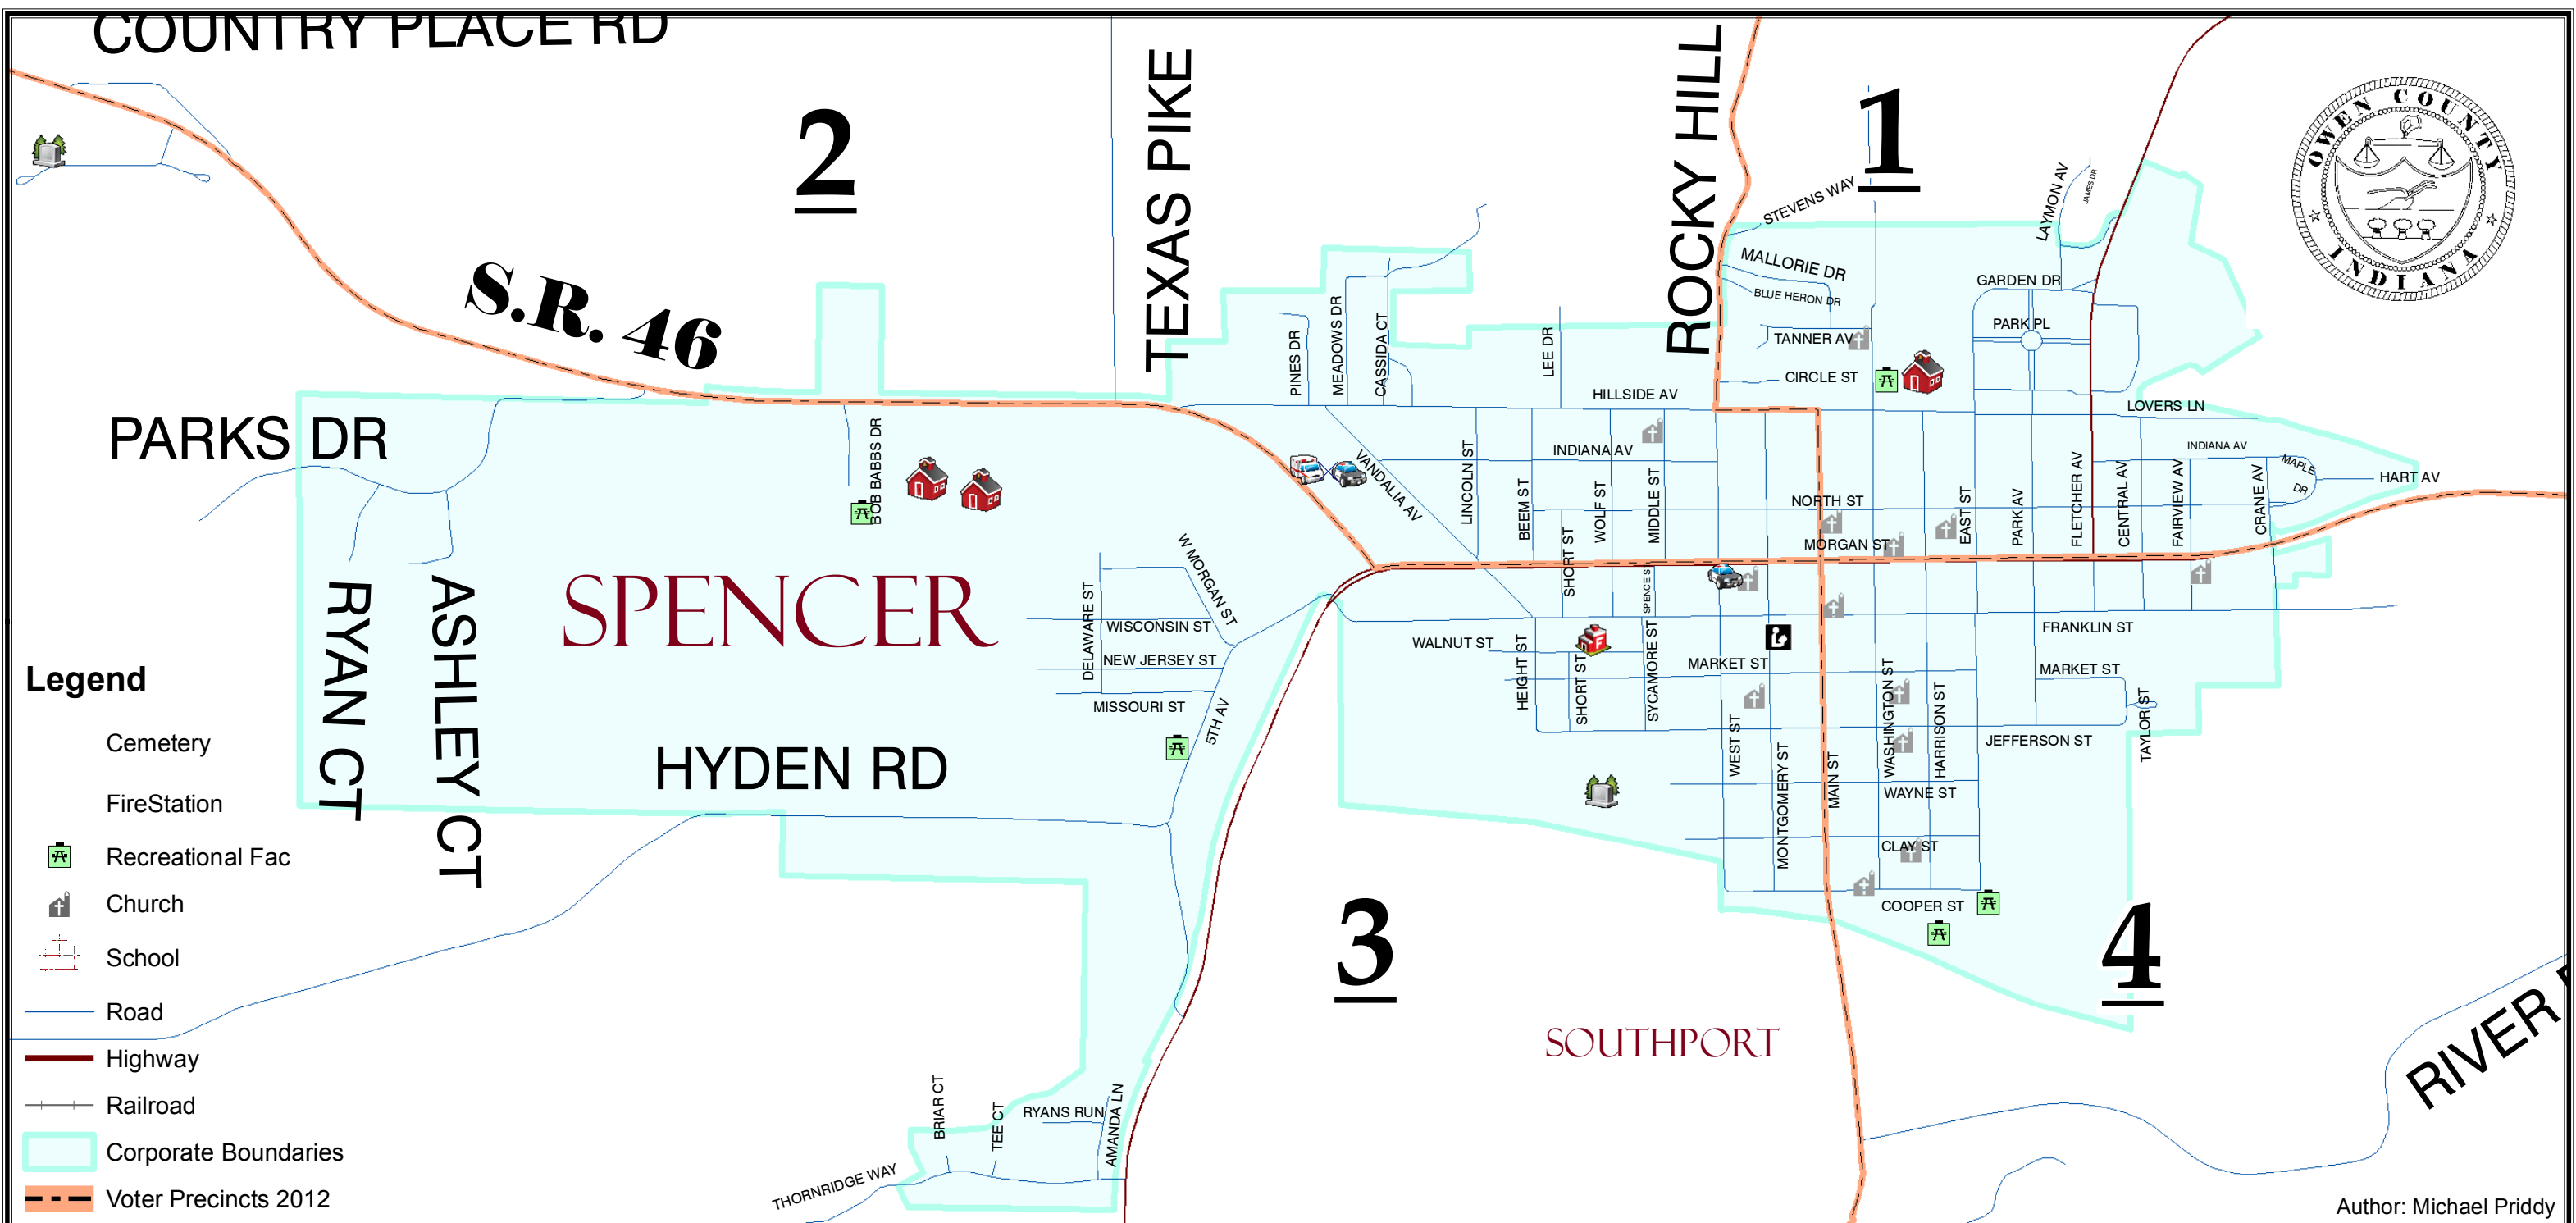 COUNTRY PLACE RD
2
TEXAS PIKE
ROCKY HILL
1
OWEN COUNTY
INDIANA
S.R. 46
STEVENS WAY
LAYMON AV
JAMES DR
MALLORIE DR
BLUE HERON DR
GARDEN DR
PARK PL
TANNER AV
CIRCLE ST
PINES DR
MEADOWS DR
CASSIDA CT
LEE DR
HILLSIDE AV
LOVERS LN
PARKS DR
BOB BABBS DR
VANDALIA AV
LINCOLN ST
INDIANA AV
BEEM ST
WOLF ST
MIDDLE ST
NORTH ST
EAST ST
PARK AV
FLETCHER AV
CENTRAL AV
FAIRVIEW AV
INDIANA AV
CRANE AV
MAPLE
DR
HART AV
MORGAN ST
SHORT ST
SPENCE ST
SPENCER
W MORGAN ST
DELAWARE ST
WISCONSIN ST
NEW JERSEY ST
MISSOURI ST
5TH AV
RYAN CT
ASHLEY CT
HYDEN RD
WALNUT ST
HEIGHT ST
SHORT ST
SYCAMORE ST
MARKET ST
FRANKLIN ST
MARKET ST
TAYLOR ST
WEST ST
MONTGOMERY ST
MAIN ST
WASHINGTON ST
HARRISON ST
JEFFERSON ST
WAYNE ST
CLAY ST
COOPER ST
3
4
SOUTHPORT
RIVER
BRIAR CT
TEE CT
RYANS RUN
AMANDA LN
THORNRIDGE WAY
Legend
Cemetery
FireStation
Recreational Fac
Church
School
Road
Highway
Railroad
Corporate Boundaries
Voter Precincts 2012
Author: Michael Priddy